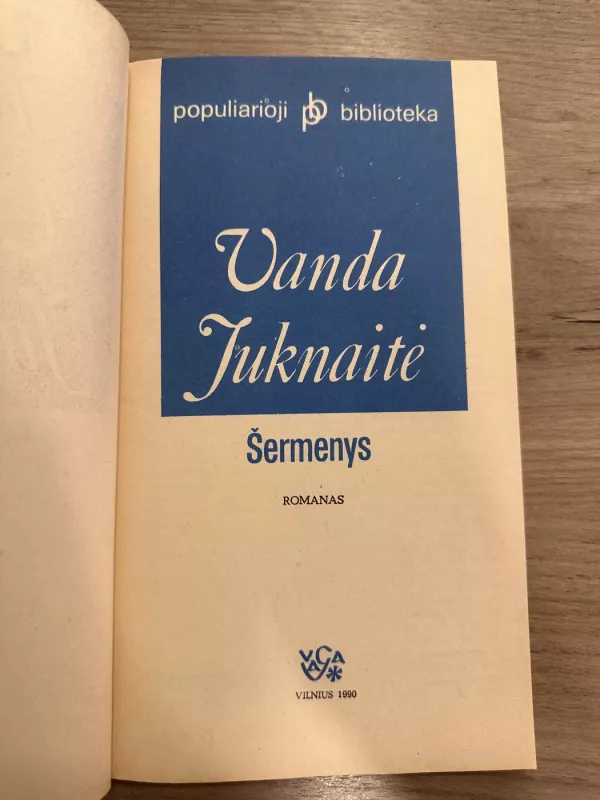 populiarioji pb biblioteka
Vanda
Juknaitė
Šermenys
ROMANAS
VAGA
VILNIUS 1990